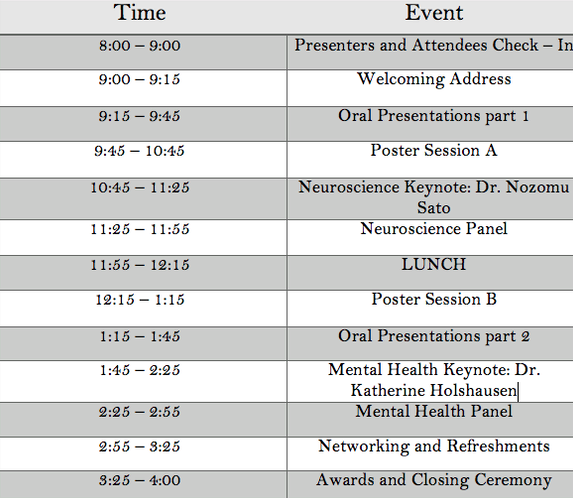 Time Event
8:00 – 9:00 Presenters and Attendees Check – In
9:00 – 9:15 Welcoming Address
9:15 – 9:45 Oral Presentations part 1
9:45 – 10:45 Poster Session A
10:45 – 11:25 Neuroscience Keynote: Dr. Nozomu
Sato
11:25 – 11:55 Neuroscience Panel
11:55 – 12:15 LUNCH
12:15 – 1:15 Poster Session B
1:15 – 1:45 Oral Presentations part 2
1:45 – 2:25 Mental Health Keynote: Dr.
Katherine Holshausen
2:25 – 2:55 Mental Health Panel
2:55 – 3:25 Networking and Refreshments
3:25 – 4:00 Awards and Closing Ceremony